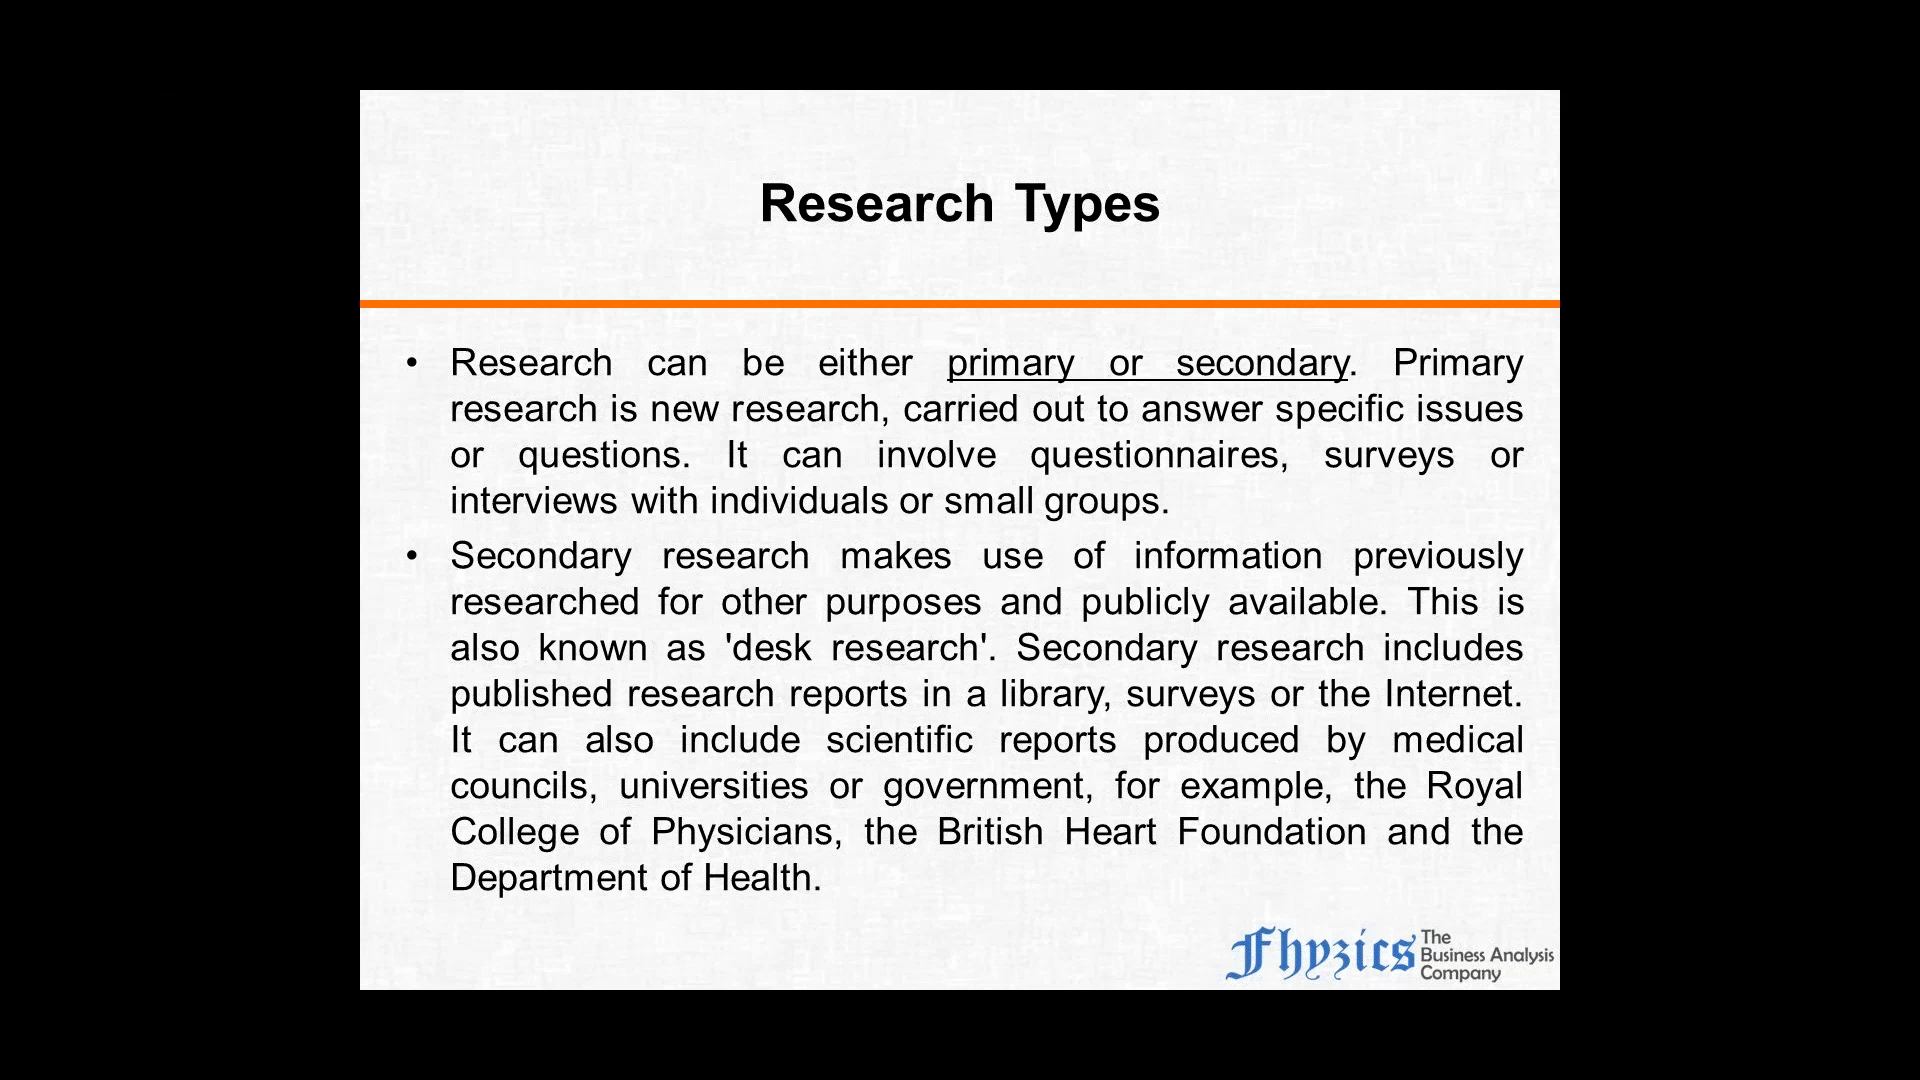 Research Types
• Research can be either primary or secondary. Primary
research is new research, carried out to answer specific issues
or questions. It can involve questionnaires, surveys or
interviews with individuals or small groups.
• Secondary research makes use of information previously
researched for other purposes and publicly available. This is
also known as 'desk research'. Secondary research includes
published research reports in a library, surveys or the Internet.
It can also include scientific reports produced by medical
councils, universities or government, for example, the Royal
College of Physicians, the British Heart Foundation and the
Department of Health.
Fhyzics The
Business Analysis
Company